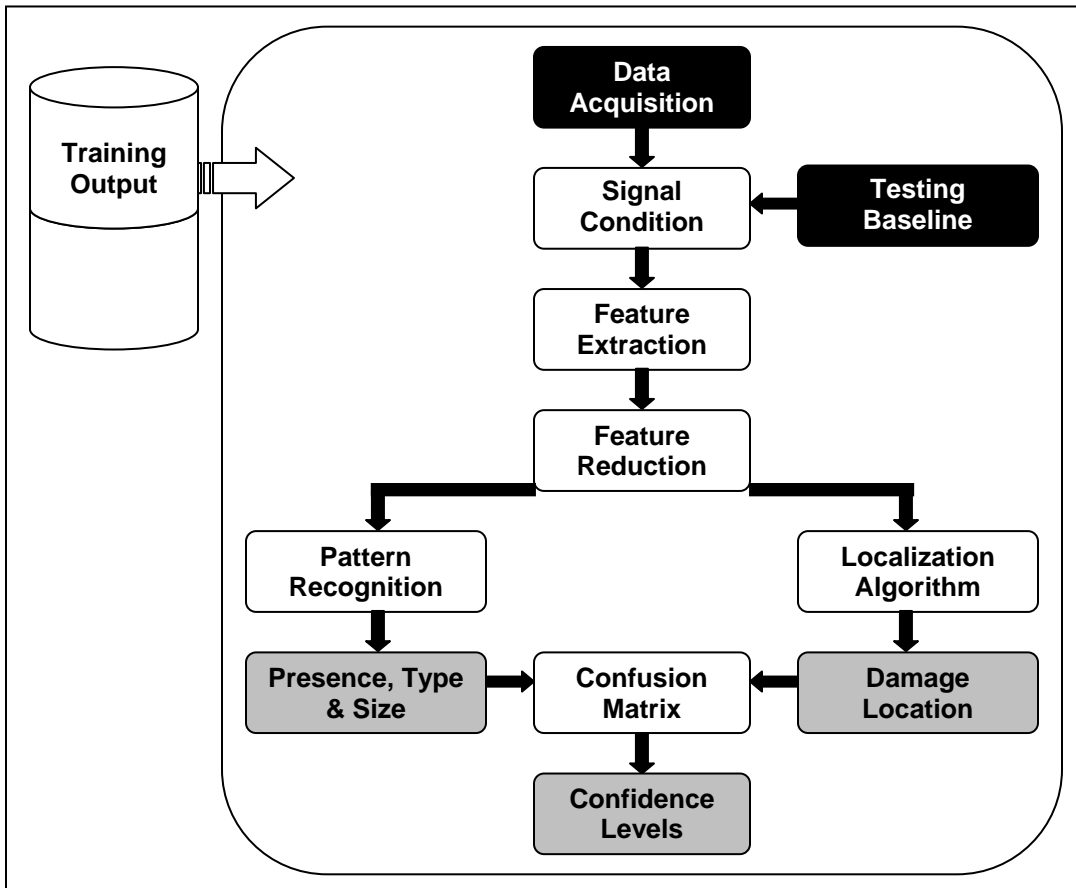 Data
Acquisition
Training
Output
Signal
Condition
Testing
Baseline
Feature
Extraction
Feature
Reduction
Pattern
Recognition
Localization
Algorithm
Presence, Type
& Size
Confusion
Matrix
Damage
Location
Confidence
Levels